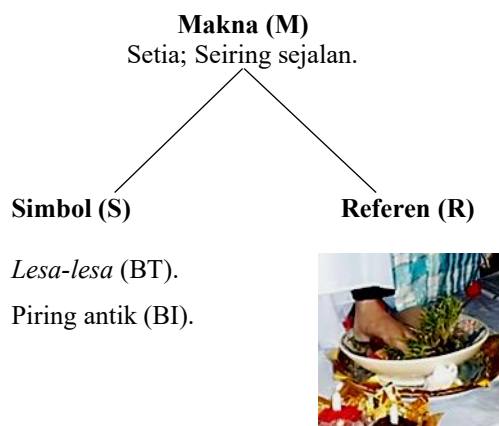 Makna (M)
Setia; Seiring sejalan.
Simbol (S)
Referen (R)
Lesa-lesa (BT).
Piring antik (BI).